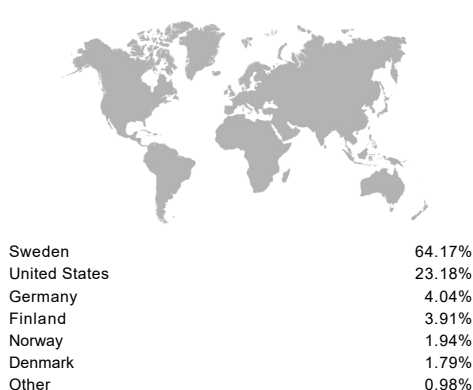 Sweden 64.17%
United States 23.18%
Germany 4.04%
Finland 3.91%
Norway 1.94%
Denmark 1.79%
Other 0.98%